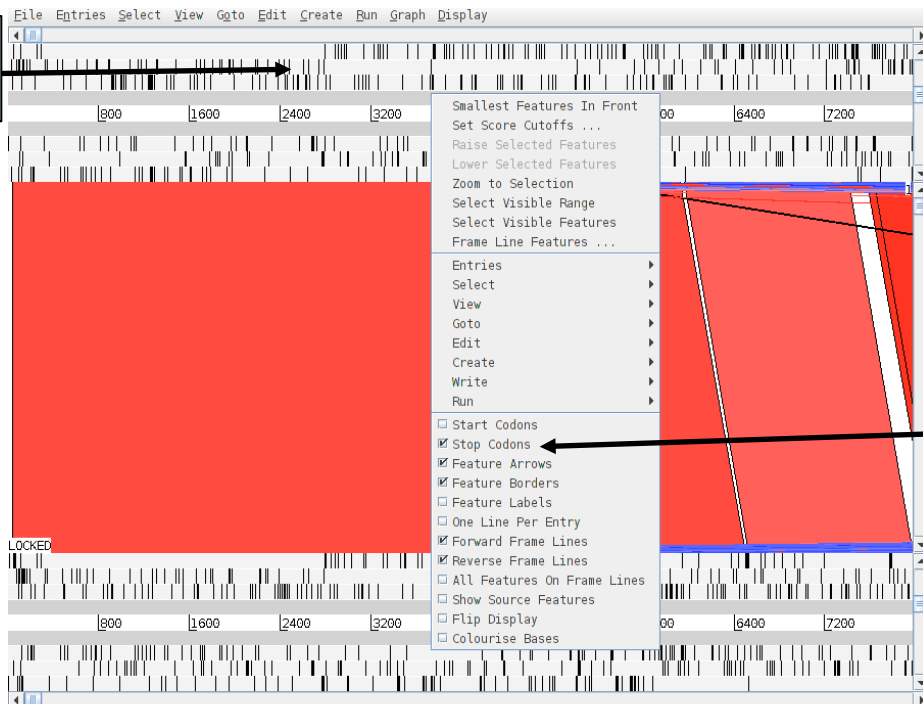 File Entries Select View Goto Edit Create Run Graph Display
800 1600 2400 3200 00 6400 7200
Smallest Features In Front
Set Score Cutoffs ...
Raise Selected Features
Lower Selected Features
Zoom to Selection
Select Visible Range
Select Visible Features
Frame Line Features ...
Entries
Select
View
Goto
Edit
Create
Write
Run
Start Codons
Stop Codons
Feature Arrows
Feature Borders
Feature Labels
One Line Per Entry
Forward Frame Lines
Reverse Frame Lines
All Features On Frame Lines
Show Source Features
Flip Display
Colourise Bases
LOCKED
800 1600 2400 3200 00 6400 7200